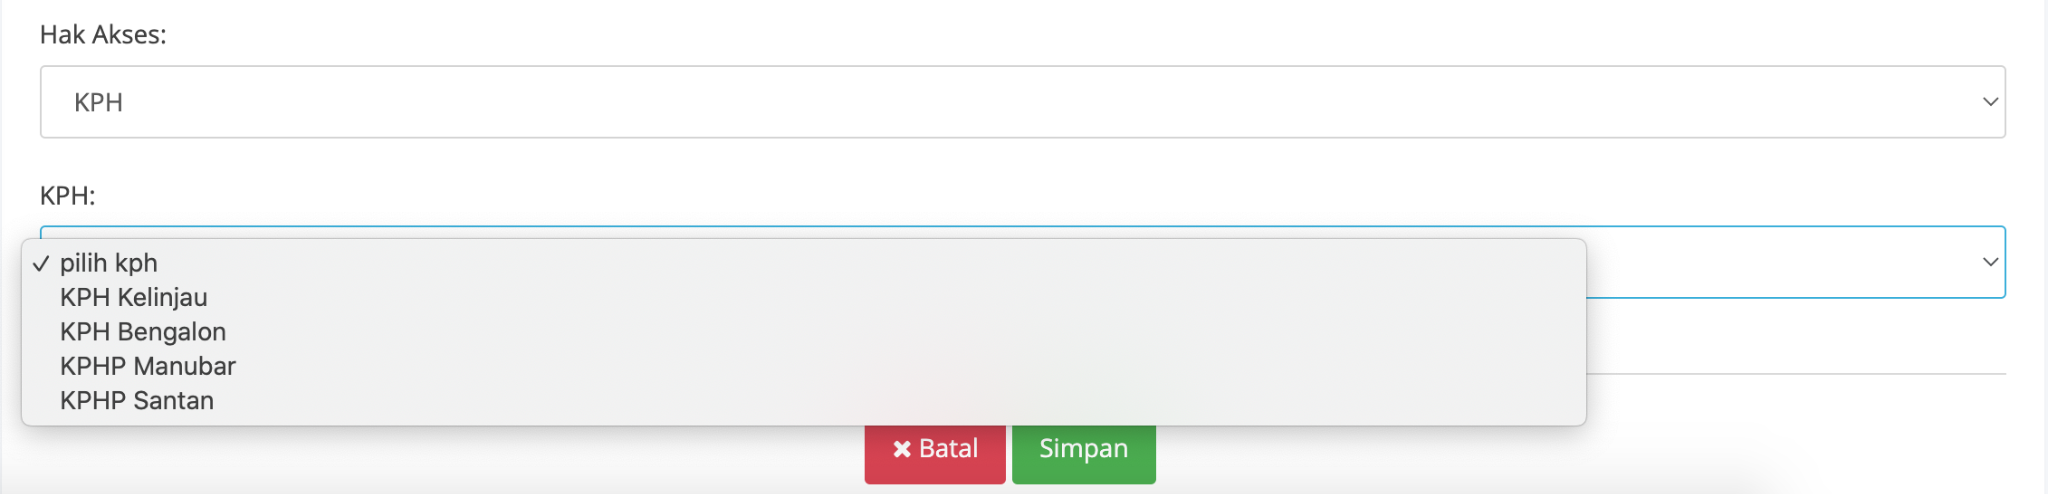 Hak Akses:
KPH
KPH:
✓ pilih kph
KPH Kelinjau
KPH Bengalon
KPHP Manubar
KPHP Santan
✖ Batal
Simpan